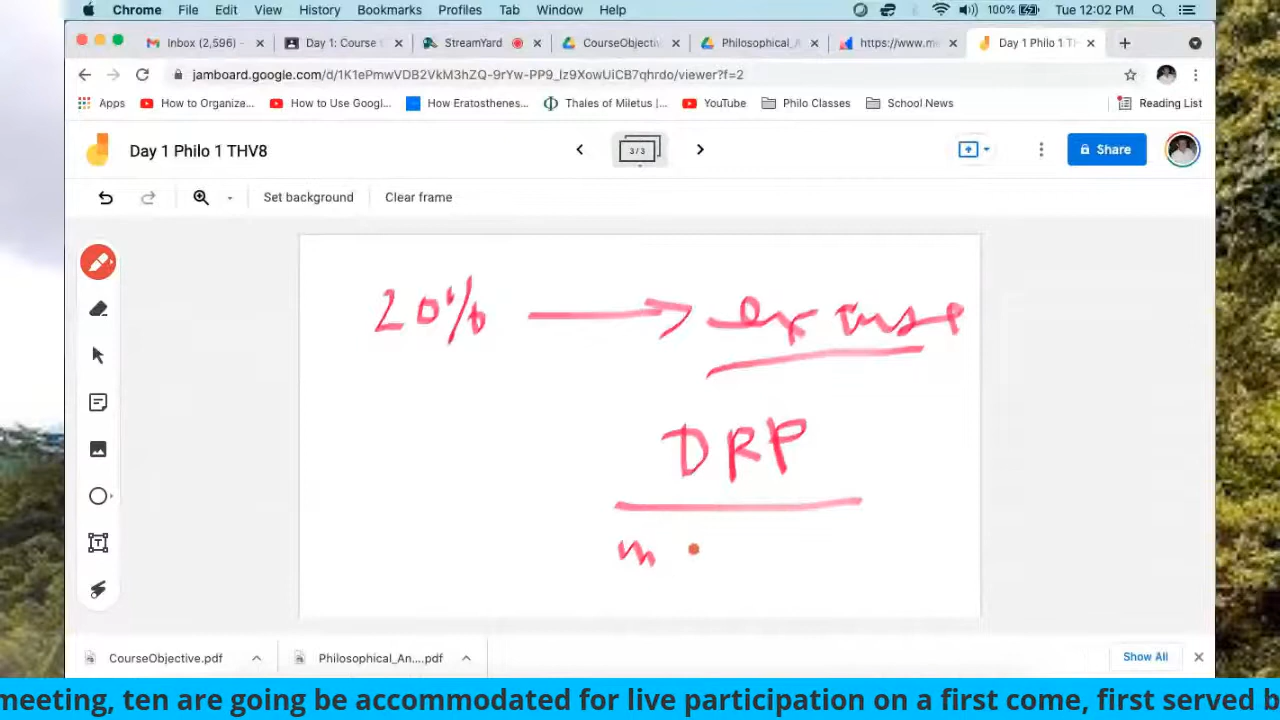 Chrome File Edit View History Bookmarks Profiles Tab Window Help 100% Tue 12:02 PM
Inbox (2,596) - Day 1: Course StreamYard CourseObjectiv Philosophical_A https://www.m Day 1 Philo 1 TH
jamboard.google.com/d/1K1ePmwVDB2VkM3hZQ-9rYw-PP9_Iz9XowUiCB7qhrdo/viewer?f=2
Apps How to Organiz... How to Use Googl... How Eratosthenes... Thales of Miletus |... YouTube Philo Classes School News Reading List
Day 1 Philo 1 THV8 3/3 Share
Set background Clear frame
20%
DRP
m
CourseObjective.pdf Philosophical_An....pdf Show All
meeting, ten are going be accommodated for live participation on a first come, first served b